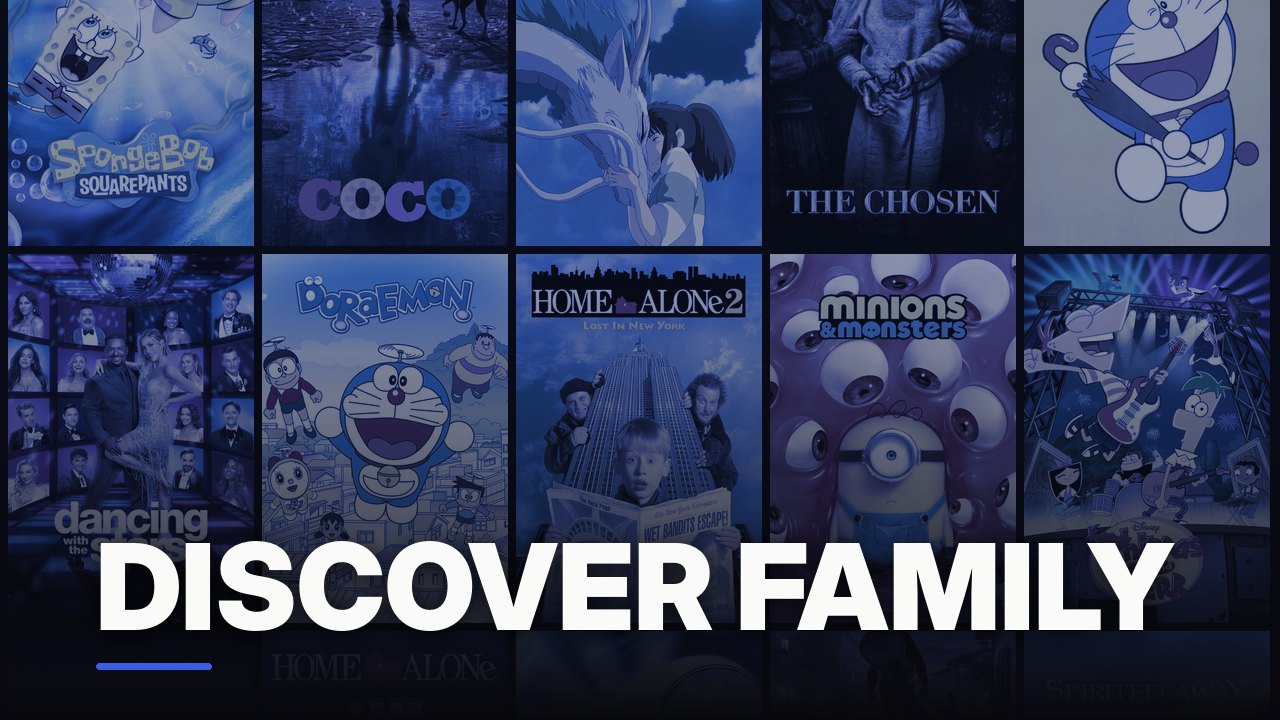 SPONGEBOB
SQUAREPANTS
COCO
THE CHOSEN
DORAEMON
HOME ALONe 2
LOST IN NEW YORK
minions
&monsters
WET BANDITS ESCAPE!
dancing
with
the
Disney
DISCOVER FAMILY
HOME ALONe
SPIRITED AWAY